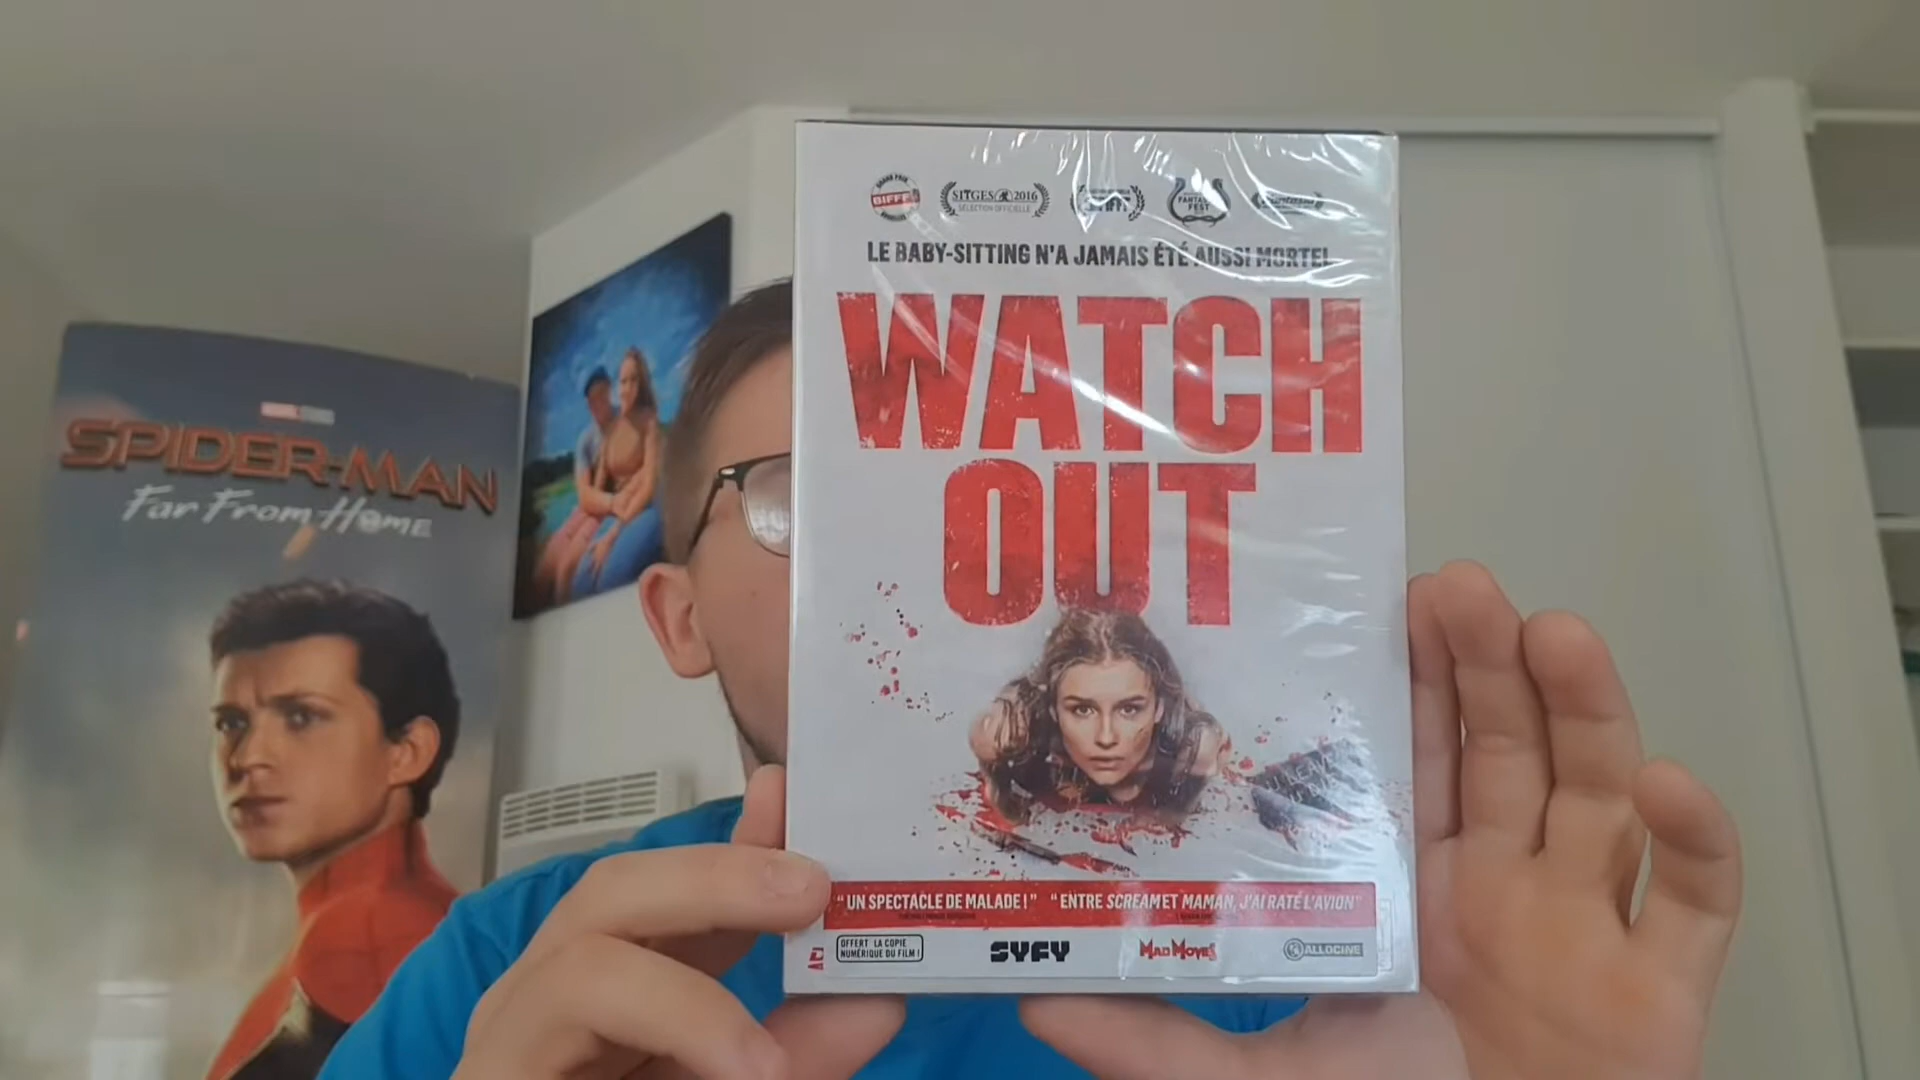 SPIDER-MAN
Far From Home
GRAND PRIX
BIFFF
SITGES 2016
SÉLECTION OFFICIELLE
FANTASTIC
FEST
LE BABY-SITTING N'A JAMAIS ÉTÉ AUSSI MORTEL
WATCH
OUT
" UN SPECTACLE DE MALADE ! " " ENTRE SCREAM ET MAMAN, J'AI RATÉ L'AVION "
OFFERT LA COPIE
NUMÉRIQUE DU FILM !
SYFY
MAD MOVIES
ALLOCINE